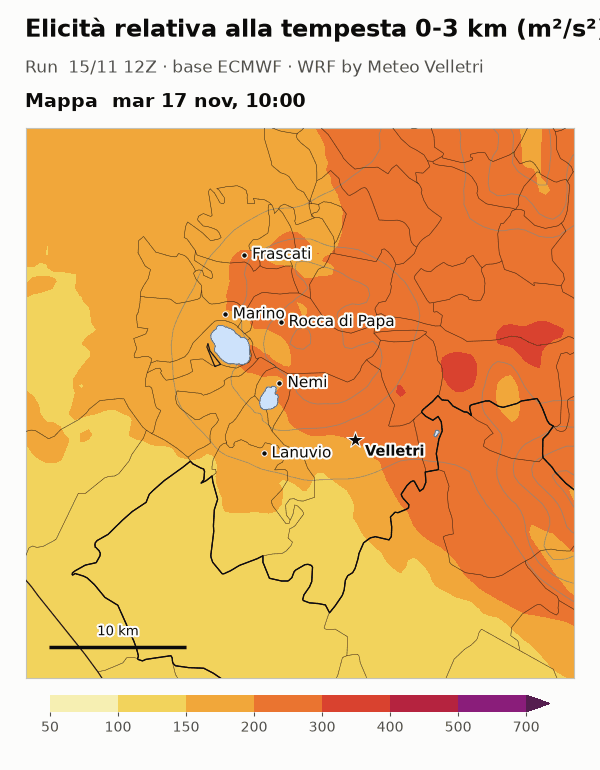 Elicità relativa alla tempesta 0-3 km (m²/s²)
Run 15/11 12Z · base ECMWF · WRF by Meteo Velletri
Mappa mar 17 nov, 10:00
Frascati
Marino
Rocca di Papa
Nemi
Velletri
Lanuvio
10 km
50 100 150 200 300 400 500 700